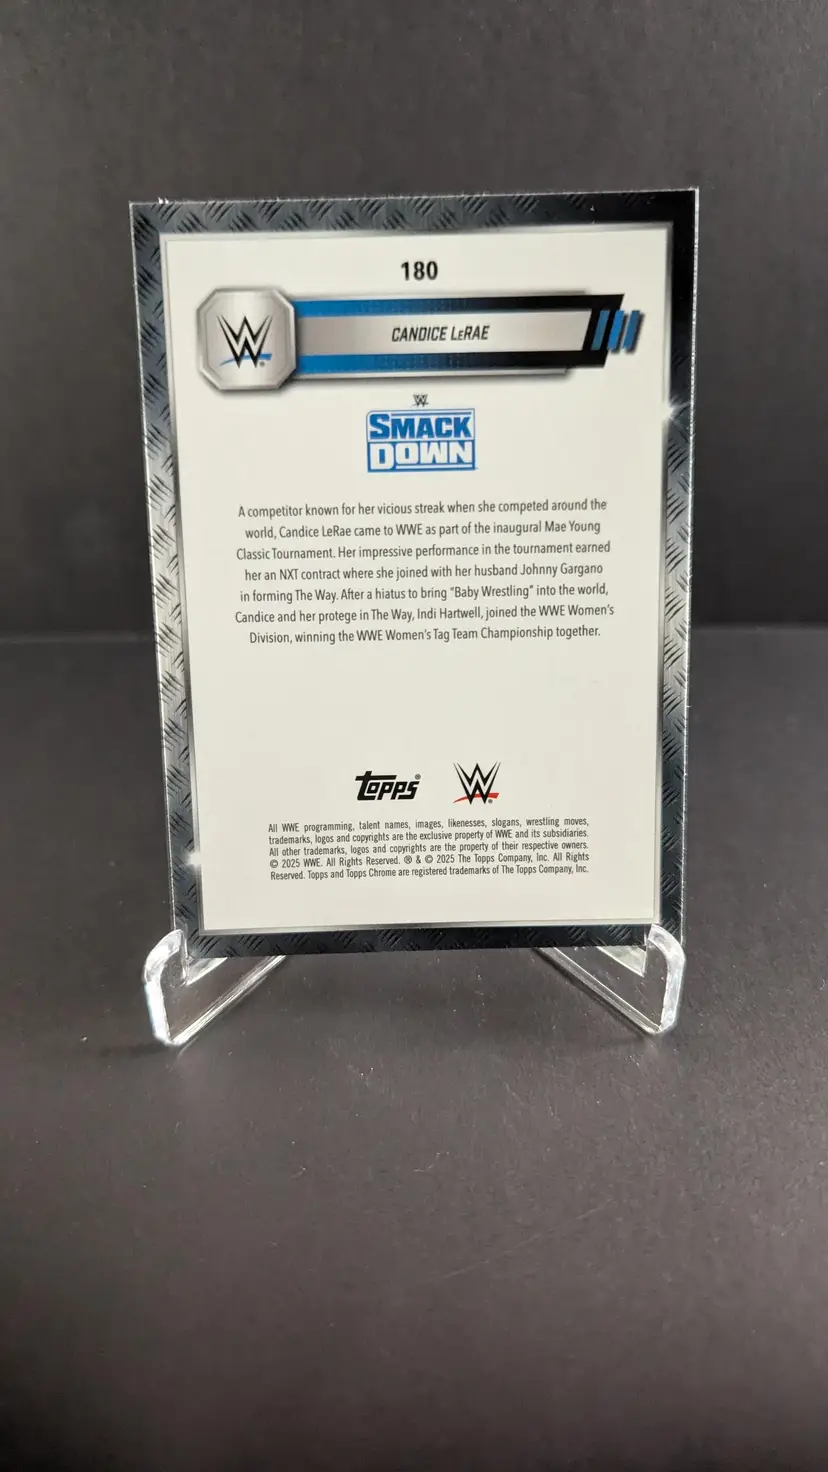 180
W
CANDICE LeRAE
W
SMACK
DOWN
A competitor known for her vicious streak when she competed around the
world, Candice LeRae came to WWE as part of the inaugural Mae Young
Classic Tournament. Her impressive performance in the tournament earned
her an NXT contract where she joined with her husband Johnny Gargano
in forming The Way. After a hiatus to bring "Baby Wrestling" into the world,
Candice and her protege in The Way, Indi Hartwell, joined the WWE Women's
Division, winning the WWE Women's Tag Team Championship together.
Topps® W®
All WWE programming, talent names, images, likenesses, slogans, wrestling moves,
trademarks, logos and copyrights are the exclusive property of WWE and its subsidiaries.
All other trademarks, logos and copyrights are the property of their respective owners.
© 2025 WWE. All Rights Reserved. ® & © 2025 The Topps Company, Inc. All Rights
Reserved. Topps and Topps Chrome are registered trademarks of The Topps Company, Inc.